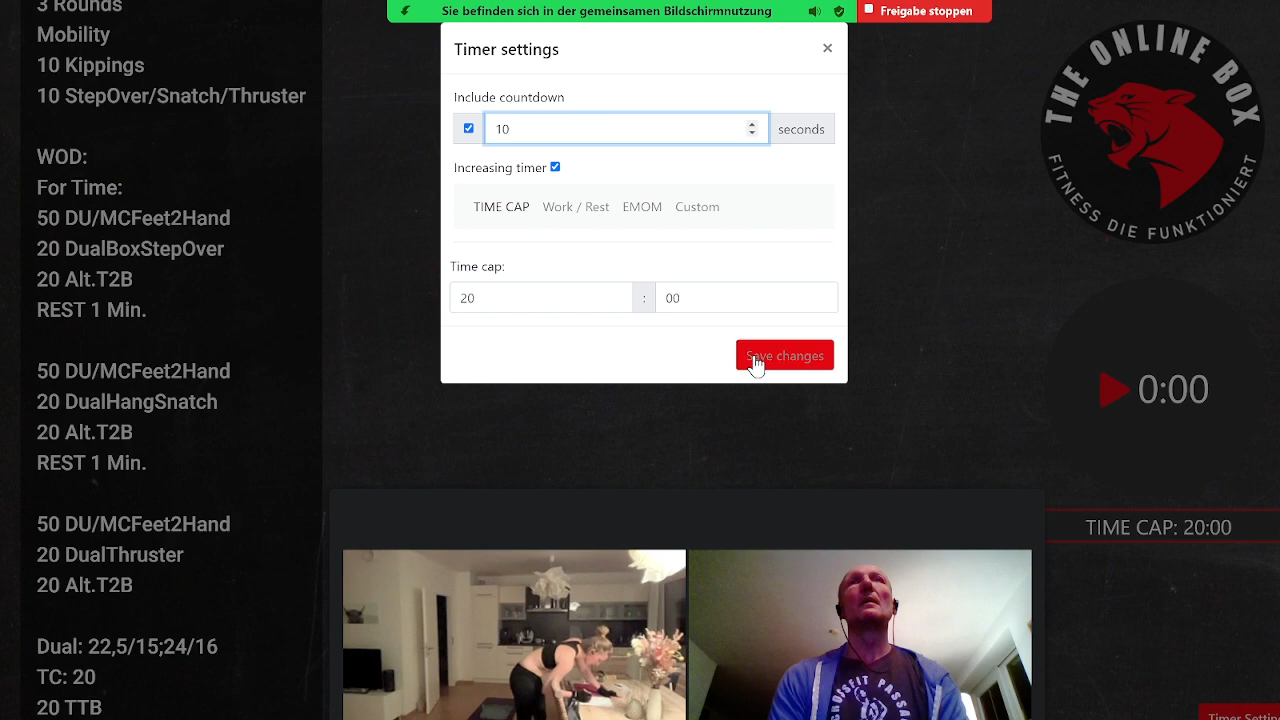 3 Rounds
Mobility
10 Kippings
10 StepOver/Snatch/Thruster
WOD:
For Time:
50 DU/MCFeet2Hand
20 DualBoxStepOver
20 Alt.T2B
REST 1 Min.
50 DU/MCFeet2Hand
20 DualHangSnatch
20 Alt.T2B
REST 1 Min.
50 DU/MCFeet2Hand
20 DualThruster
20 Alt.T2B
Dual: 22,5/15;24/16
TC: 20
20 TTB
Sie befinden sich in der gemeinsamen Bildschirmnutzung
Freigabe stoppen
Timer settings
×
Include countdown
10
seconds
Increasing timer
TIME CAP Work / Rest EMOM Custom
Time cap:
20 : 00
Save changes
THE ONLINE BOX
FITNESS DIE FUNKTIONIERT
0:00
TIME CAP: 20:00
CROSSFIT PASSA
Timer Settin